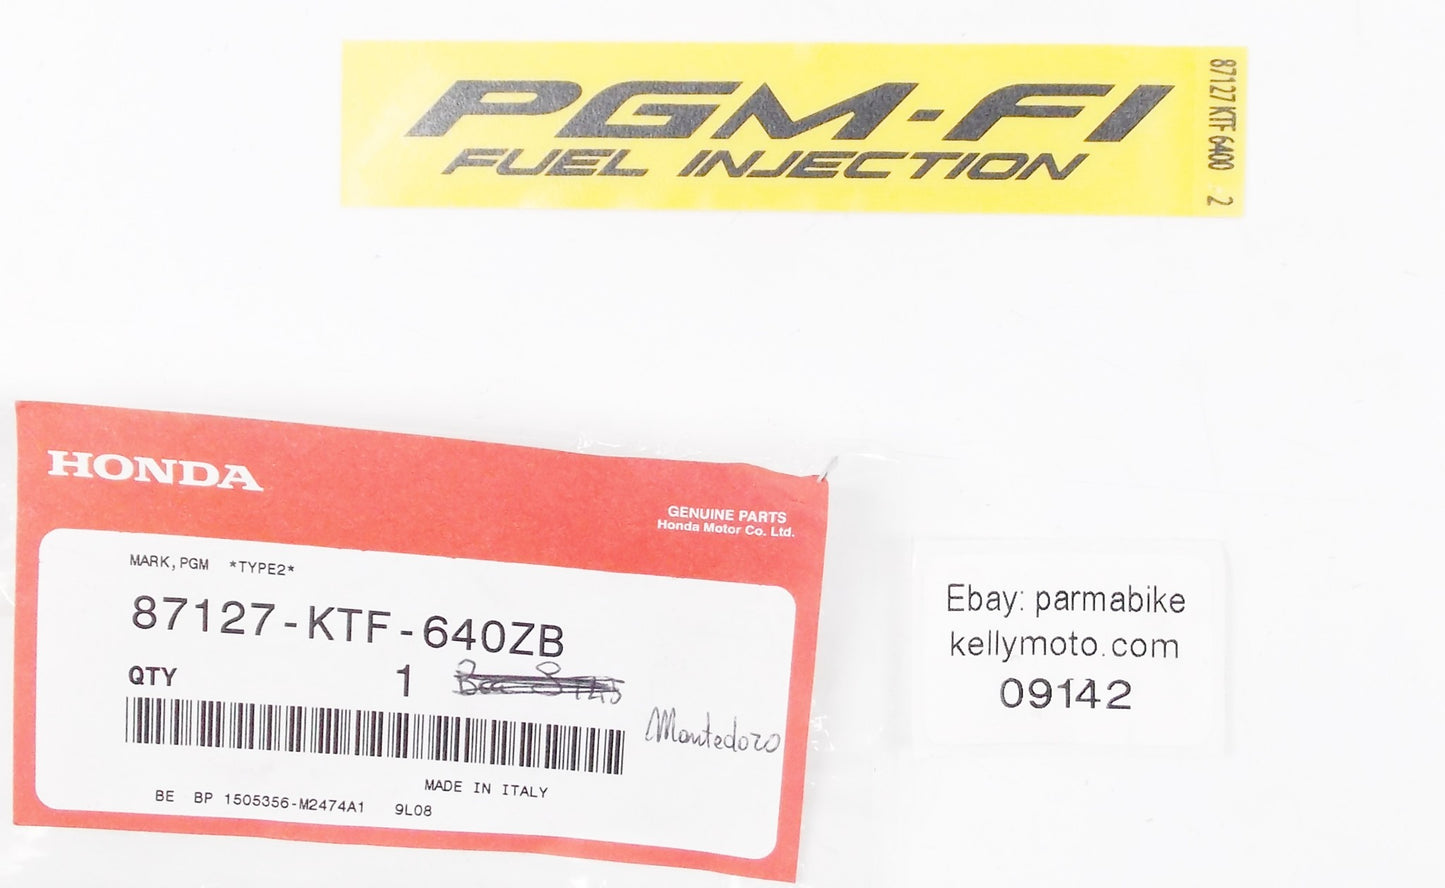 PGM-FI
FUEL INJECTION
87127 KTF 6400 2
HONDA
GENUINE PARTS
Honda Motor Co. Ltd.
MARK,PGM *TYPE2*
87127-KTF-640ZB
QTY 1
Montedoro
MADE IN ITALY
BE BP 1505356-M2474A1 9L08
Ebay: parmabike
kellymoto.com
09142